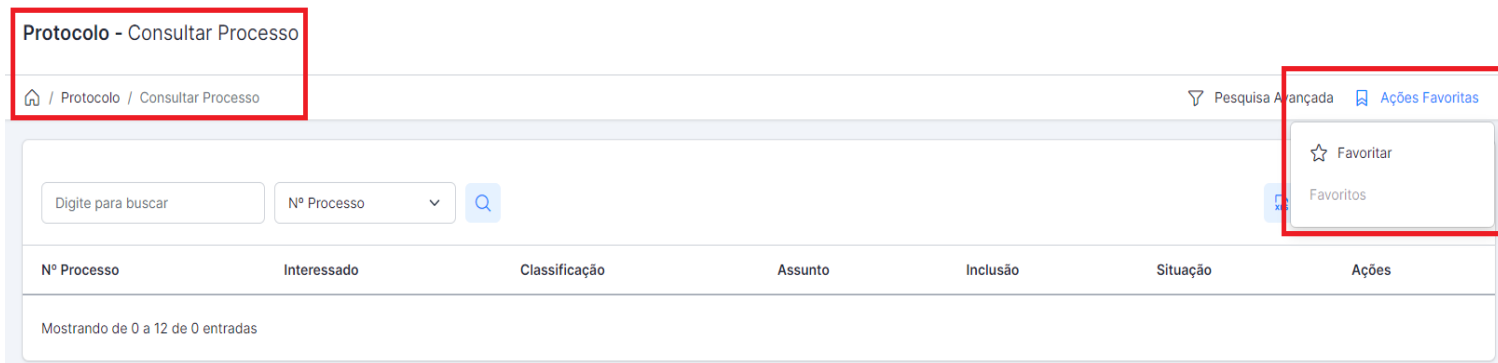 Protocolo - Consultar Processo
/ Protocolo / Consultar Processo
Pesquisa Avançada
Ações Favoritas
Favoritar
Favoritos
Digite para buscar
Nº Processo
Nº Processo Interessado Classificação Assunto Inclusão Situação Ações
Mostrando de 0 a 12 de 0 entradas